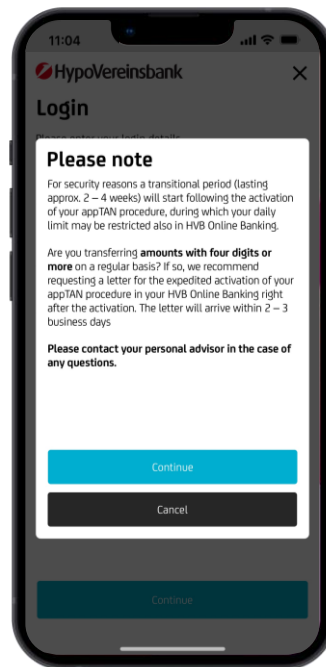 11:04
HypoVereinsbank
Login
Please enter your login details
Please note
For security reasons a transitional period (lasting
approx. 2 – 4 weeks) will start following the activation
of your appTAN procedure, during which your daily
limit may be restricted also in HVB Online Banking.
Are you transferring amounts with four digits or
more on a regular basis? If so, we recommend
requesting a letter for the expedited activation of your
appTAN procedure in your HVB Online Banking right
after the activation. The letter will arrive within 2 – 3
business days
Please contact your personal advisor in the case of
any questions.
Continue
Cancel
Continue